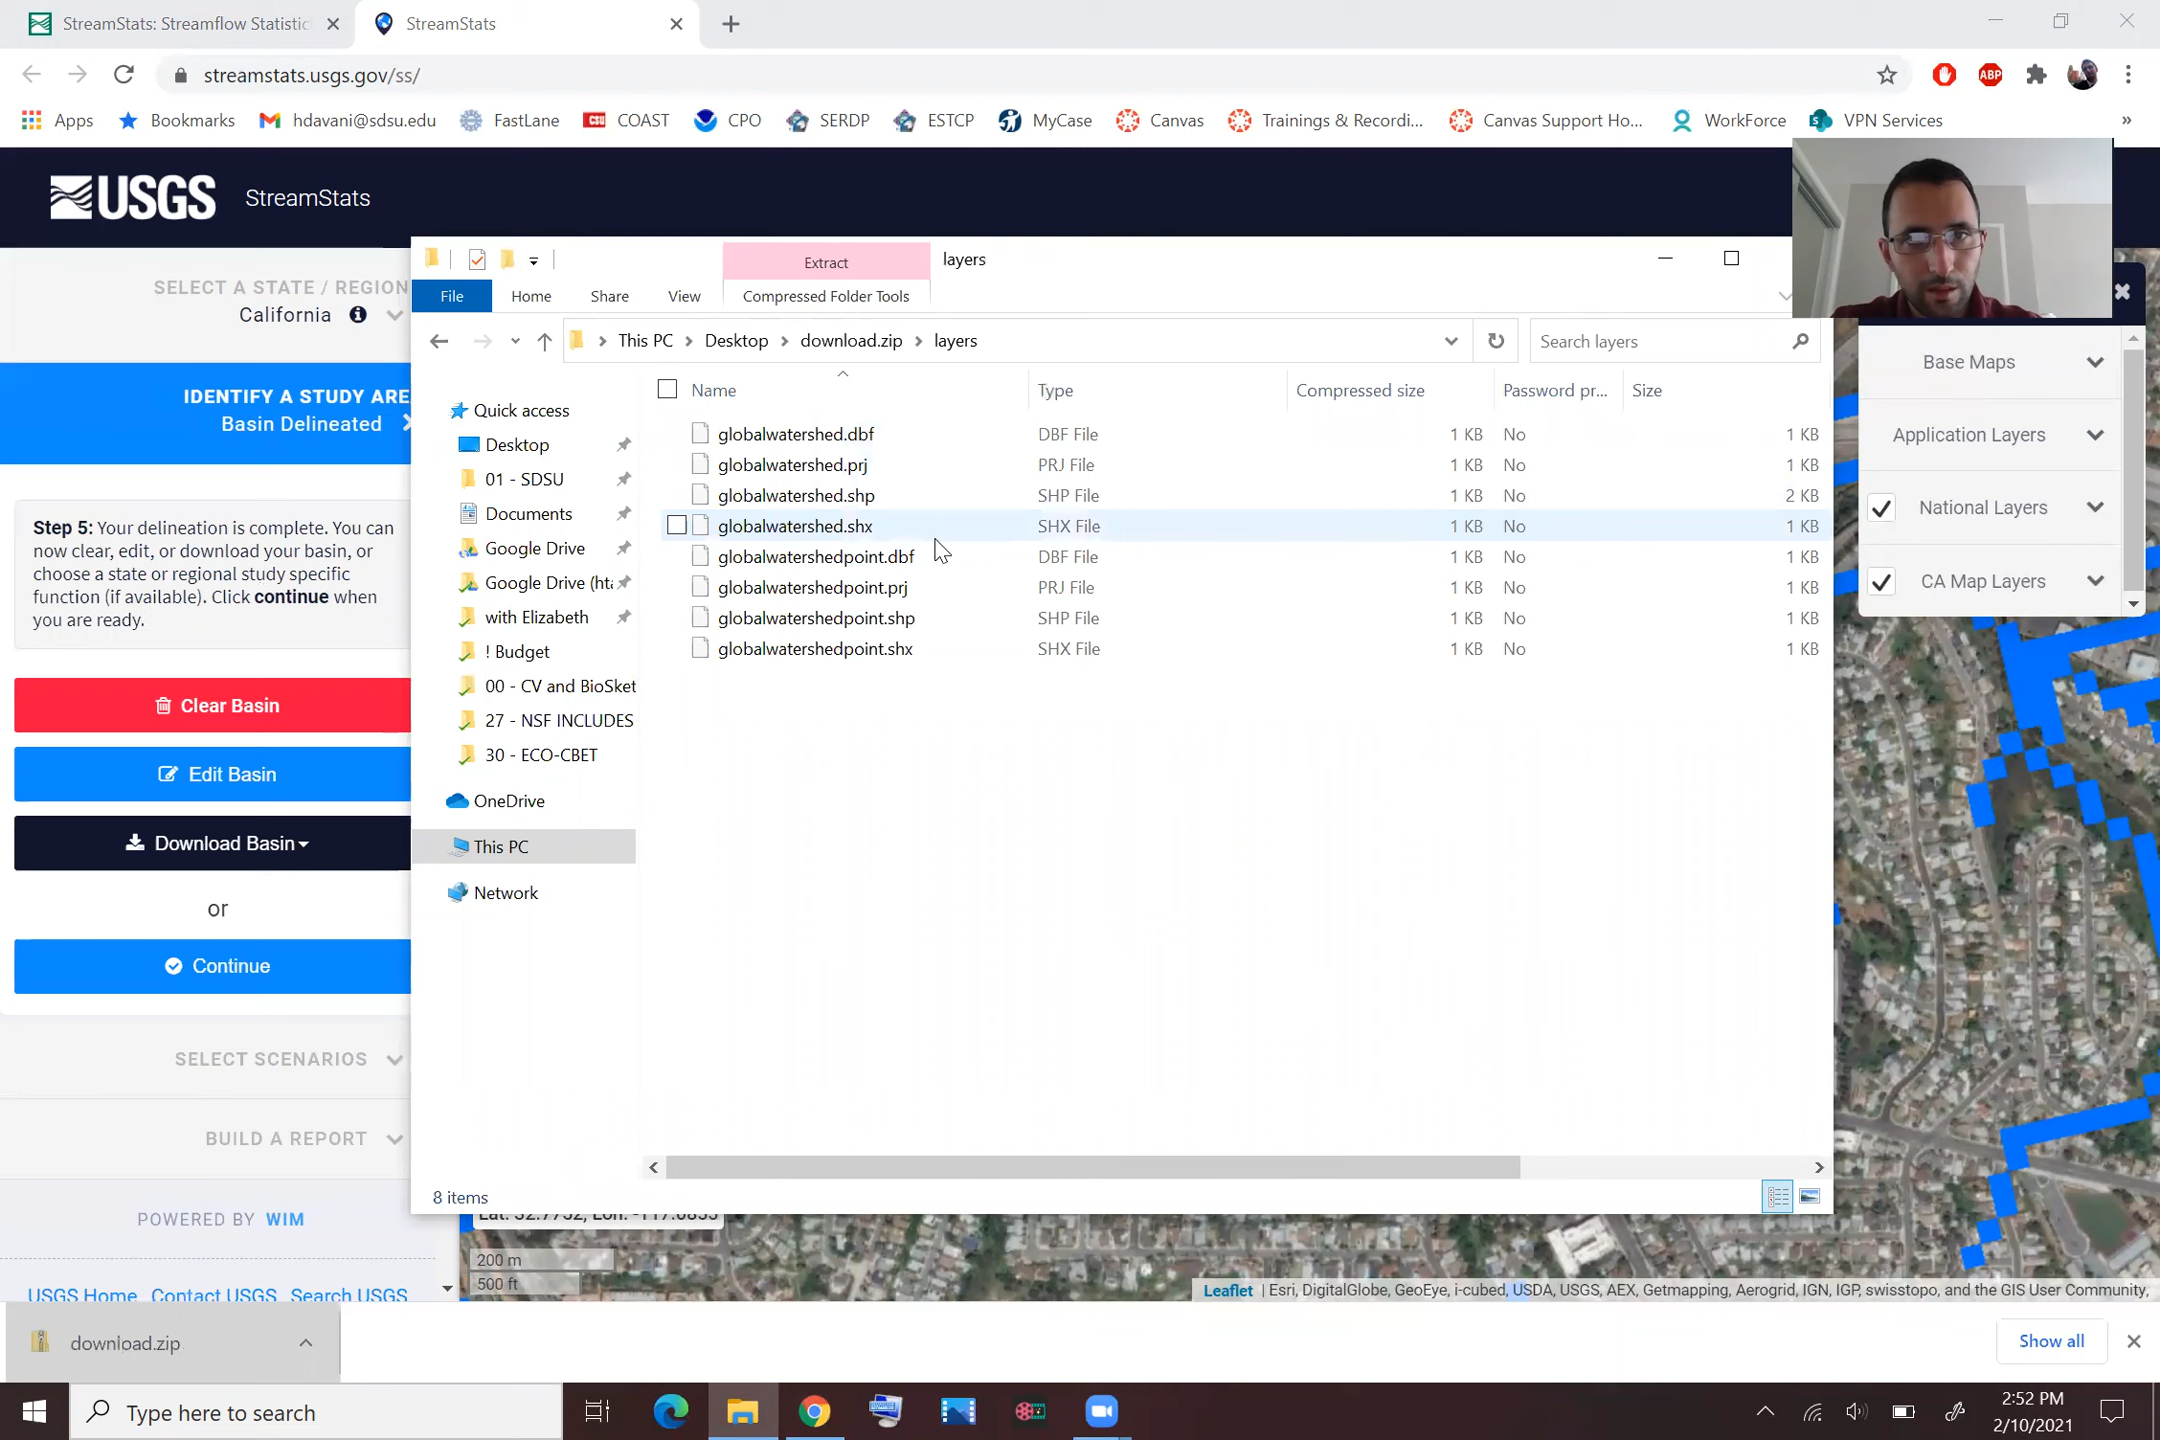 StreamStats: Streamflow Statistic
StreamStats
streamstats.usgs.gov/ss/
ABP
Apps Bookmarks hdavani@sdsu.edu FastLane COAST CPO SERDP ESTCP MyCase Canvas Trainings & Recordi... Canvas Support Ho... WorkForce VPN Services »
USGS StreamStats
SELECT A STATE / REGION
California
IDENTIFY A STUDY ARE
Basin Delineated
Step 5: Your delineation is complete. You can
now clear, edit, or download your basin, or
choose a state or regional study specific
function (if available). Click continue when
you are ready.
Clear Basin
Edit Basin
Download Basin
or
Continue
SELECT SCENARIOS
BUILD A REPORT
POWERED BY WIM
USGS Home Contact USGS Search USGS
Extract layers
File Home Share View Compressed Folder Tools
This PC > Desktop > download.zip > layers
Search layers
Quick access
Desktop
01 - SDSU
Documents
Google Drive
Google Drive (hta
with Elizabeth
! Budget
00 - CV and BioSket
27 - NSF INCLUDES
30 - ECO-CBET
OneDrive
This PC
Network
Name Type Compressed size Password pr... Size
globalwatershed.dbf DBF File 1 KB No 1 KB
globalwatershed.prj PRJ File 1 KB No 1 KB
globalwatershed.shp SHP File 1 KB No 2 KB
globalwatershed.shx SHX File 1 KB No 1 KB
globalwatershedpoint.dbf DBF File 1 KB No 1 KB
globalwatershedpoint.prj PRJ File 1 KB No 1 KB
globalwatershedpoint.shp SHP File 1 KB No 1 KB
globalwatershedpoint.shx SHX File 1 KB No 1 KB
8 items
Base Maps
Application Layers
National Layers
CA Map Layers
200 m
500 ft
Leaflet | Esri, DigitalGlobe, GeoEye, i-cubed, USDA, USGS, AEX, Getmapping, Aerogrid, IGN, IGP, swisstopo, and the GIS User Community,
download.zip
Show all
Type here to search
2:52 PM
2/10/2021